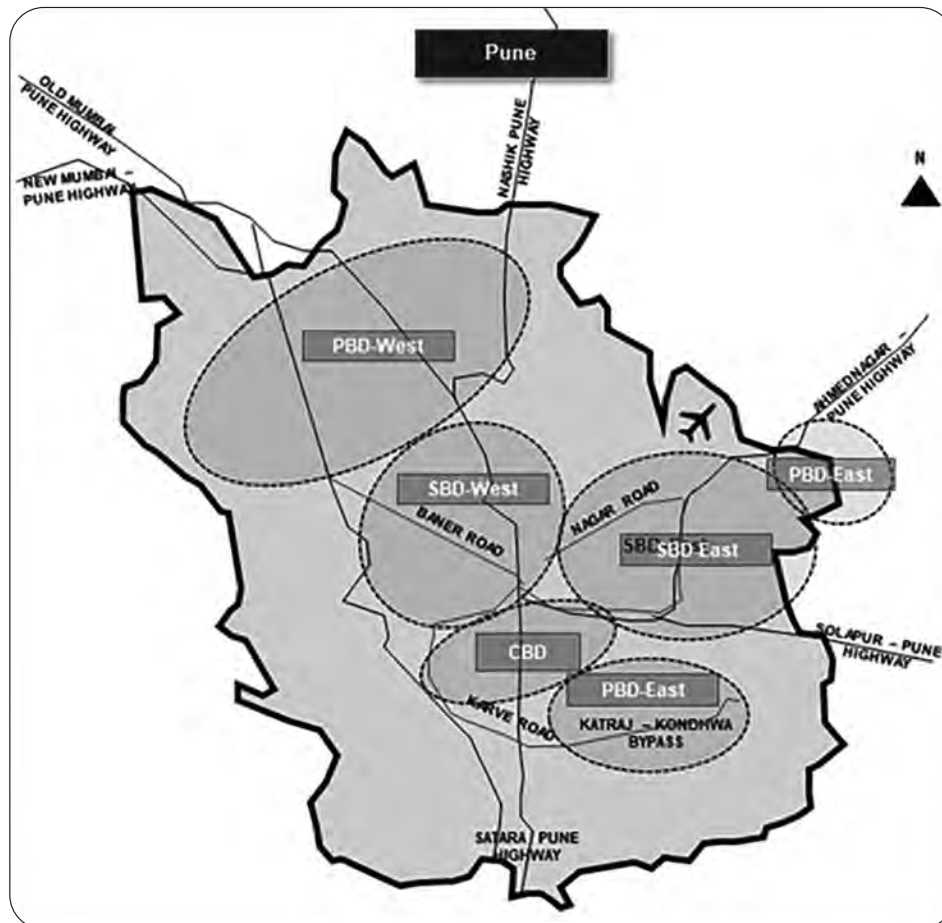 Pune
OLD MUMBAI
PUNE HIGHWAY
NASHIK PUNE
HIGHWAY
N
NEW MUMBAI –
PUNE HIGHWAY
PBD-West
AHMEDNAGAR –
PUNE HIGHWAY
PBD-East
SBD-West
NAGAR ROAD
BANER ROAD
SBD-East
SBD-East
SOLAPUR – PUNE
HIGHWAY
CBD
PBD-East
KARVE ROAD
KATRAJ – KONDHWA
BYPASS
SATARA PUNE
HIGHWAY